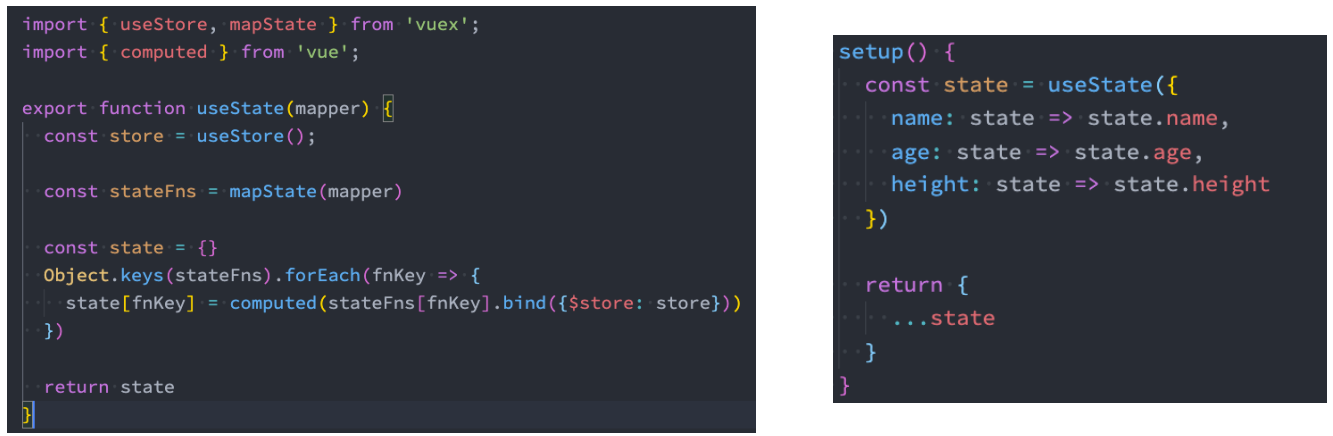 import { useStore, mapState } from 'vuex';
import { computed } from 'vue';
export function useState(mapper) {
const store = useStore();
const stateFns = mapState(mapper)
const state = {}
Object.keys(stateFns).forEach(fnKey => {
state[fnKey] = computed(stateFns[fnKey].bind({$store: store}))
})
return state
}
setup() {
const state = useState({
name: state => state.name,
age: state => state.age,
height: state => state.height
})
return {
...state
}
}